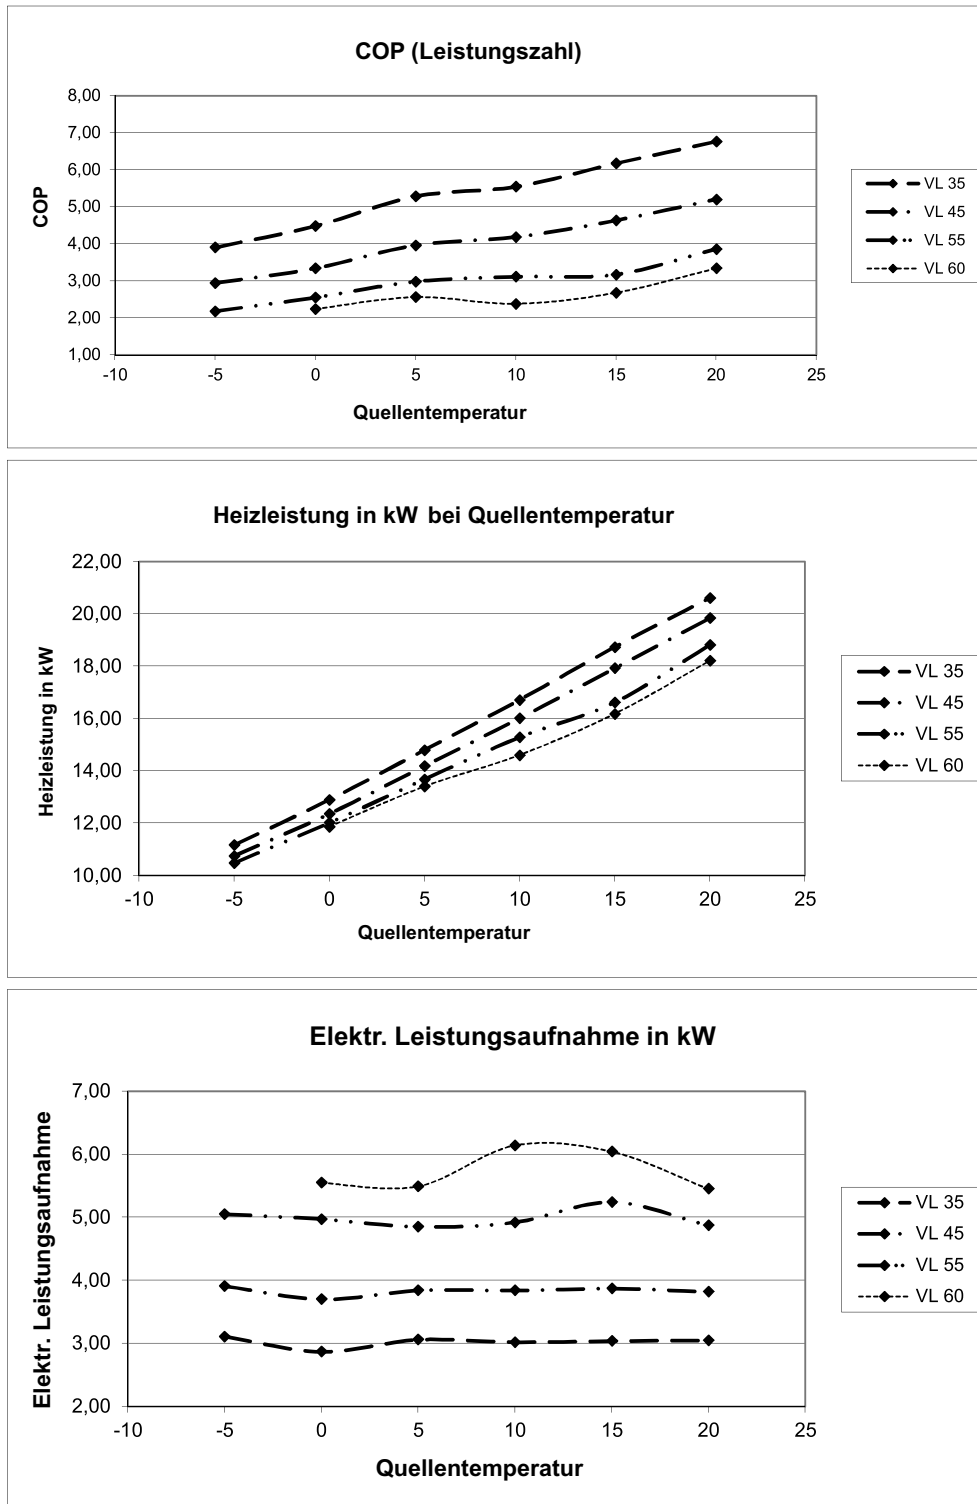 COP (Leistungszahl)
8,00
7,00
6,00
5,00
4,00
3,00
2,00
1,00
COP
-10 -5 0 5 10 15 20 25
Quellentemperatur
VL 35
VL 45
VL 55
VL 60
Heizleistung in kW bei Quellentemperatur
22,00
20,00
18,00
16,00
14,00
12,00
10,00
Heizleistung in kW
-10 -5 0 5 10 15 20 25
Quellentemperatur
VL 35
VL 45
VL 55
VL 60
Elektr. Leistungsaufnahme in kW
7,00
6,00
5,00
4,00
3,00
2,00
Elektr. Leistungsaufnahme
-10 -5 0 5 10 15 20 25
Quellentemperatur
VL 35
VL 45
VL 55
VL 60